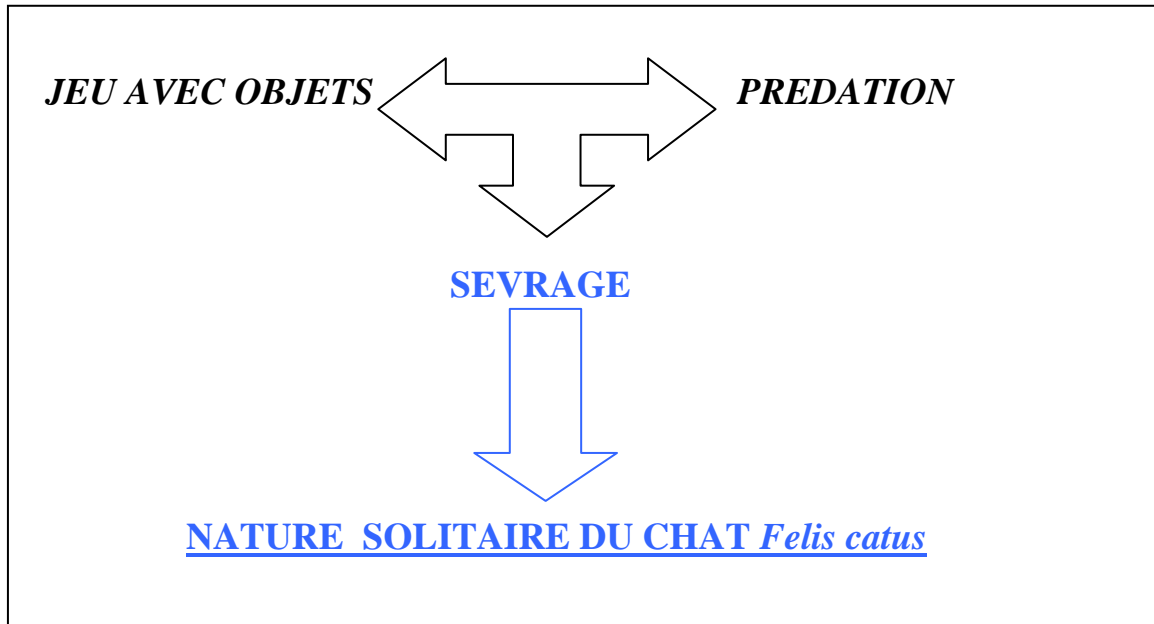 JEU AVEC OBJETS
PREDATION
SEVRAGE
NATURE SOLITAIRE DU CHAT Felis catus